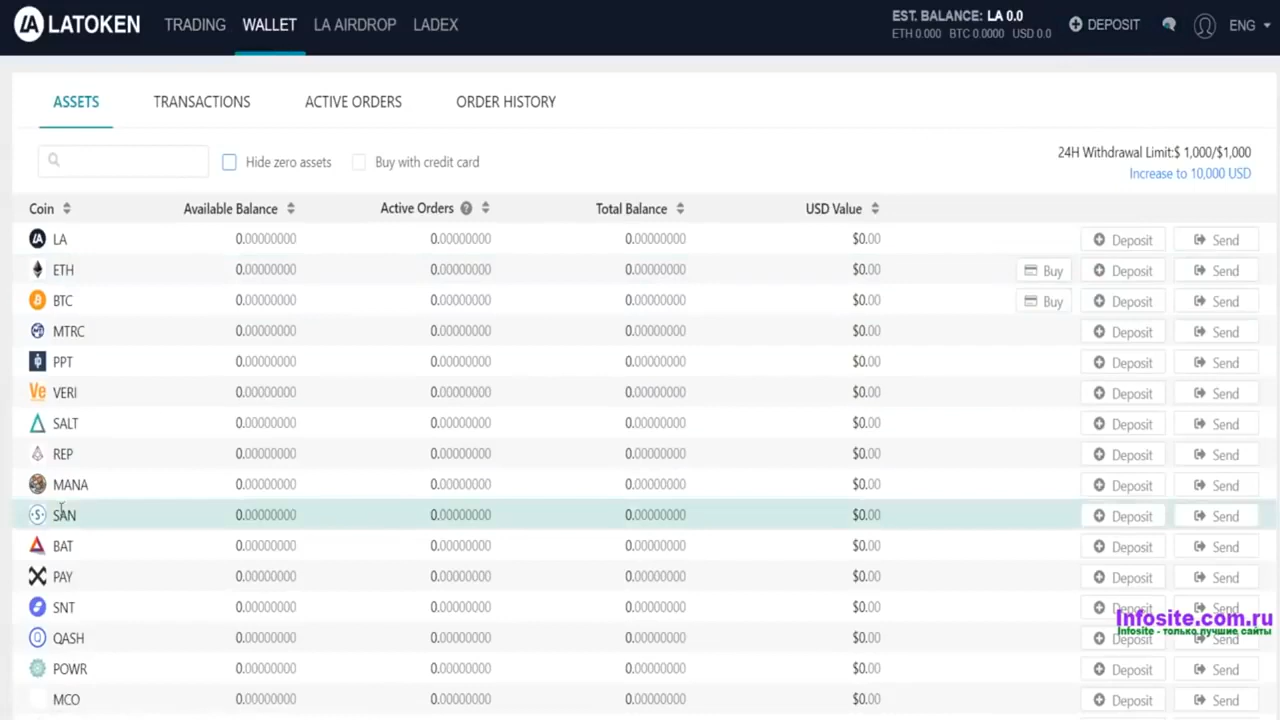 LATOKEN TRADING WALLET LA AIRDROP LADEX EST. BALANCE: LA 0.0 DEPOSIT ENG
ETH 0.000 BTC 0.0000 USD 0.0
ASSETS TRANSACTIONS ACTIVE ORDERS ORDER HISTORY
Hide zero assets Buy with credit card 24H Withdrawal Limit:$ 1,000/$1,000
Increase to 10,000 USD
Coin Available Balance Active Orders ? Total Balance USD Value
LA 0.00000000 0.00000000 0.00000000 $0.00 Deposit Send
ETH 0.00000000 0.00000000 0.00000000 $0.00 Buy Deposit Send
BTC 0.00000000 0.00000000 0.00000000 $0.00 Buy Deposit Send
MTRC 0.00000000 0.00000000 0.00000000 $0.00 Deposit Send
PPT 0.00000000 0.00000000 0.00000000 $0.00 Deposit Send
Ve VERI 0.00000000 0.00000000 0.00000000 $0.00 Deposit Send
SALT 0.00000000 0.00000000 0.00000000 $0.00 Deposit Send
REP 0.00000000 0.00000000 0.00000000 $0.00 Deposit Send
MANA 0.00000000 0.00000000 0.00000000 $0.00 Deposit Send
SAN 0.00000000 0.00000000 0.00000000 $0.00 Deposit Send
BAT 0.00000000 0.00000000 0.00000000 $0.00 Deposit Send
PAY 0.00000000 0.00000000 0.00000000 $0.00 Deposit Send
SNT 0.00000000 0.00000000 0.00000000 $0.00 Deposit Send
Infosite.com.ru
Infosite - только лучшие сайты
QASH 0.00000000 0.00000000 0.00000000 $0.00 Deposit Send
POWR 0.00000000 0.00000000 0.00000000 $0.00 Deposit Send
MCO 0.00000000 0.00000000 0.00000000 $0.00 Deposit Send